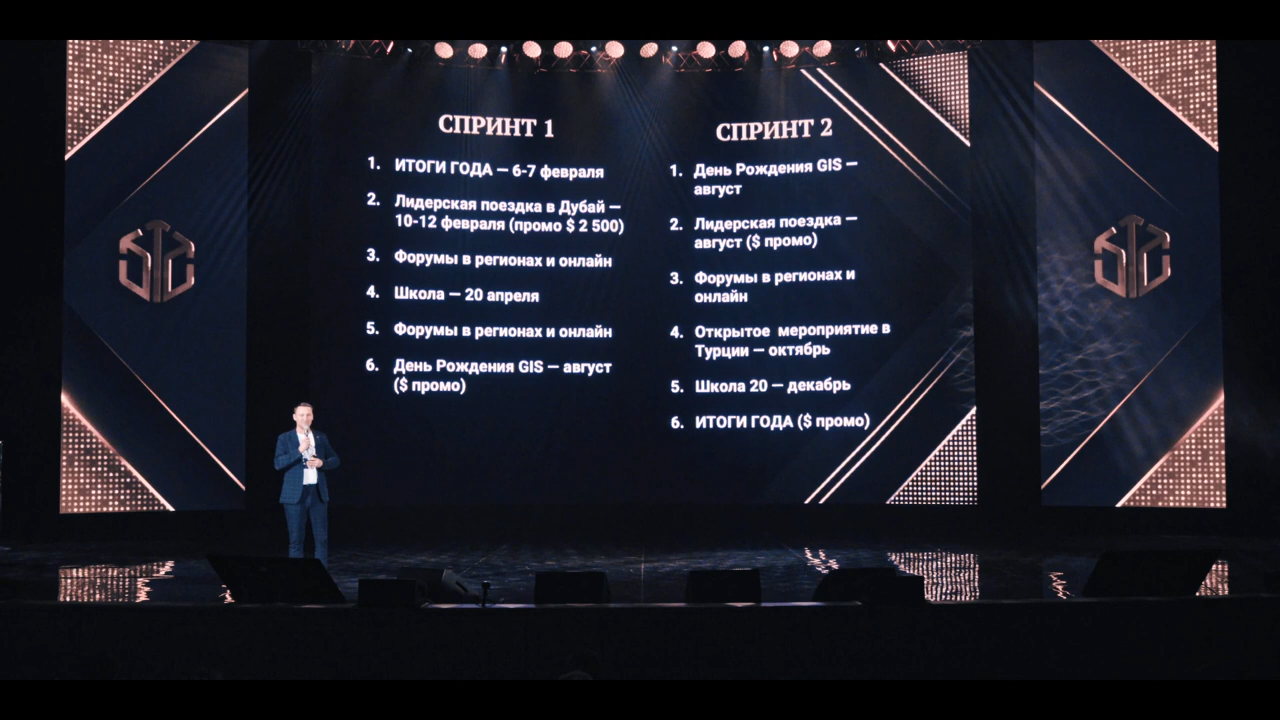 СПРИНТ 1
1. ИТОГИ ГОДА — 6-7 февраля
2. Лидерская поездка в Дубай —
10-12 февраля (промо $ 2 500)
3. Форумы в регионах и онлайн
4. Школа — 20 апреля
5. Форумы в регионах и онлайн
6. День Рождения GIS — август
($ промо)
СПРИНТ 2
1. День Рождения GIS —
август
2. Лидерская поездка —
август ($ промо)
3. Форумы в регионах и
онлайн
4. Открытое мероприятие в
Турции — октябрь
5. Школа 20 — декабрь
6. ИТОГИ ГОДА ($ промо)